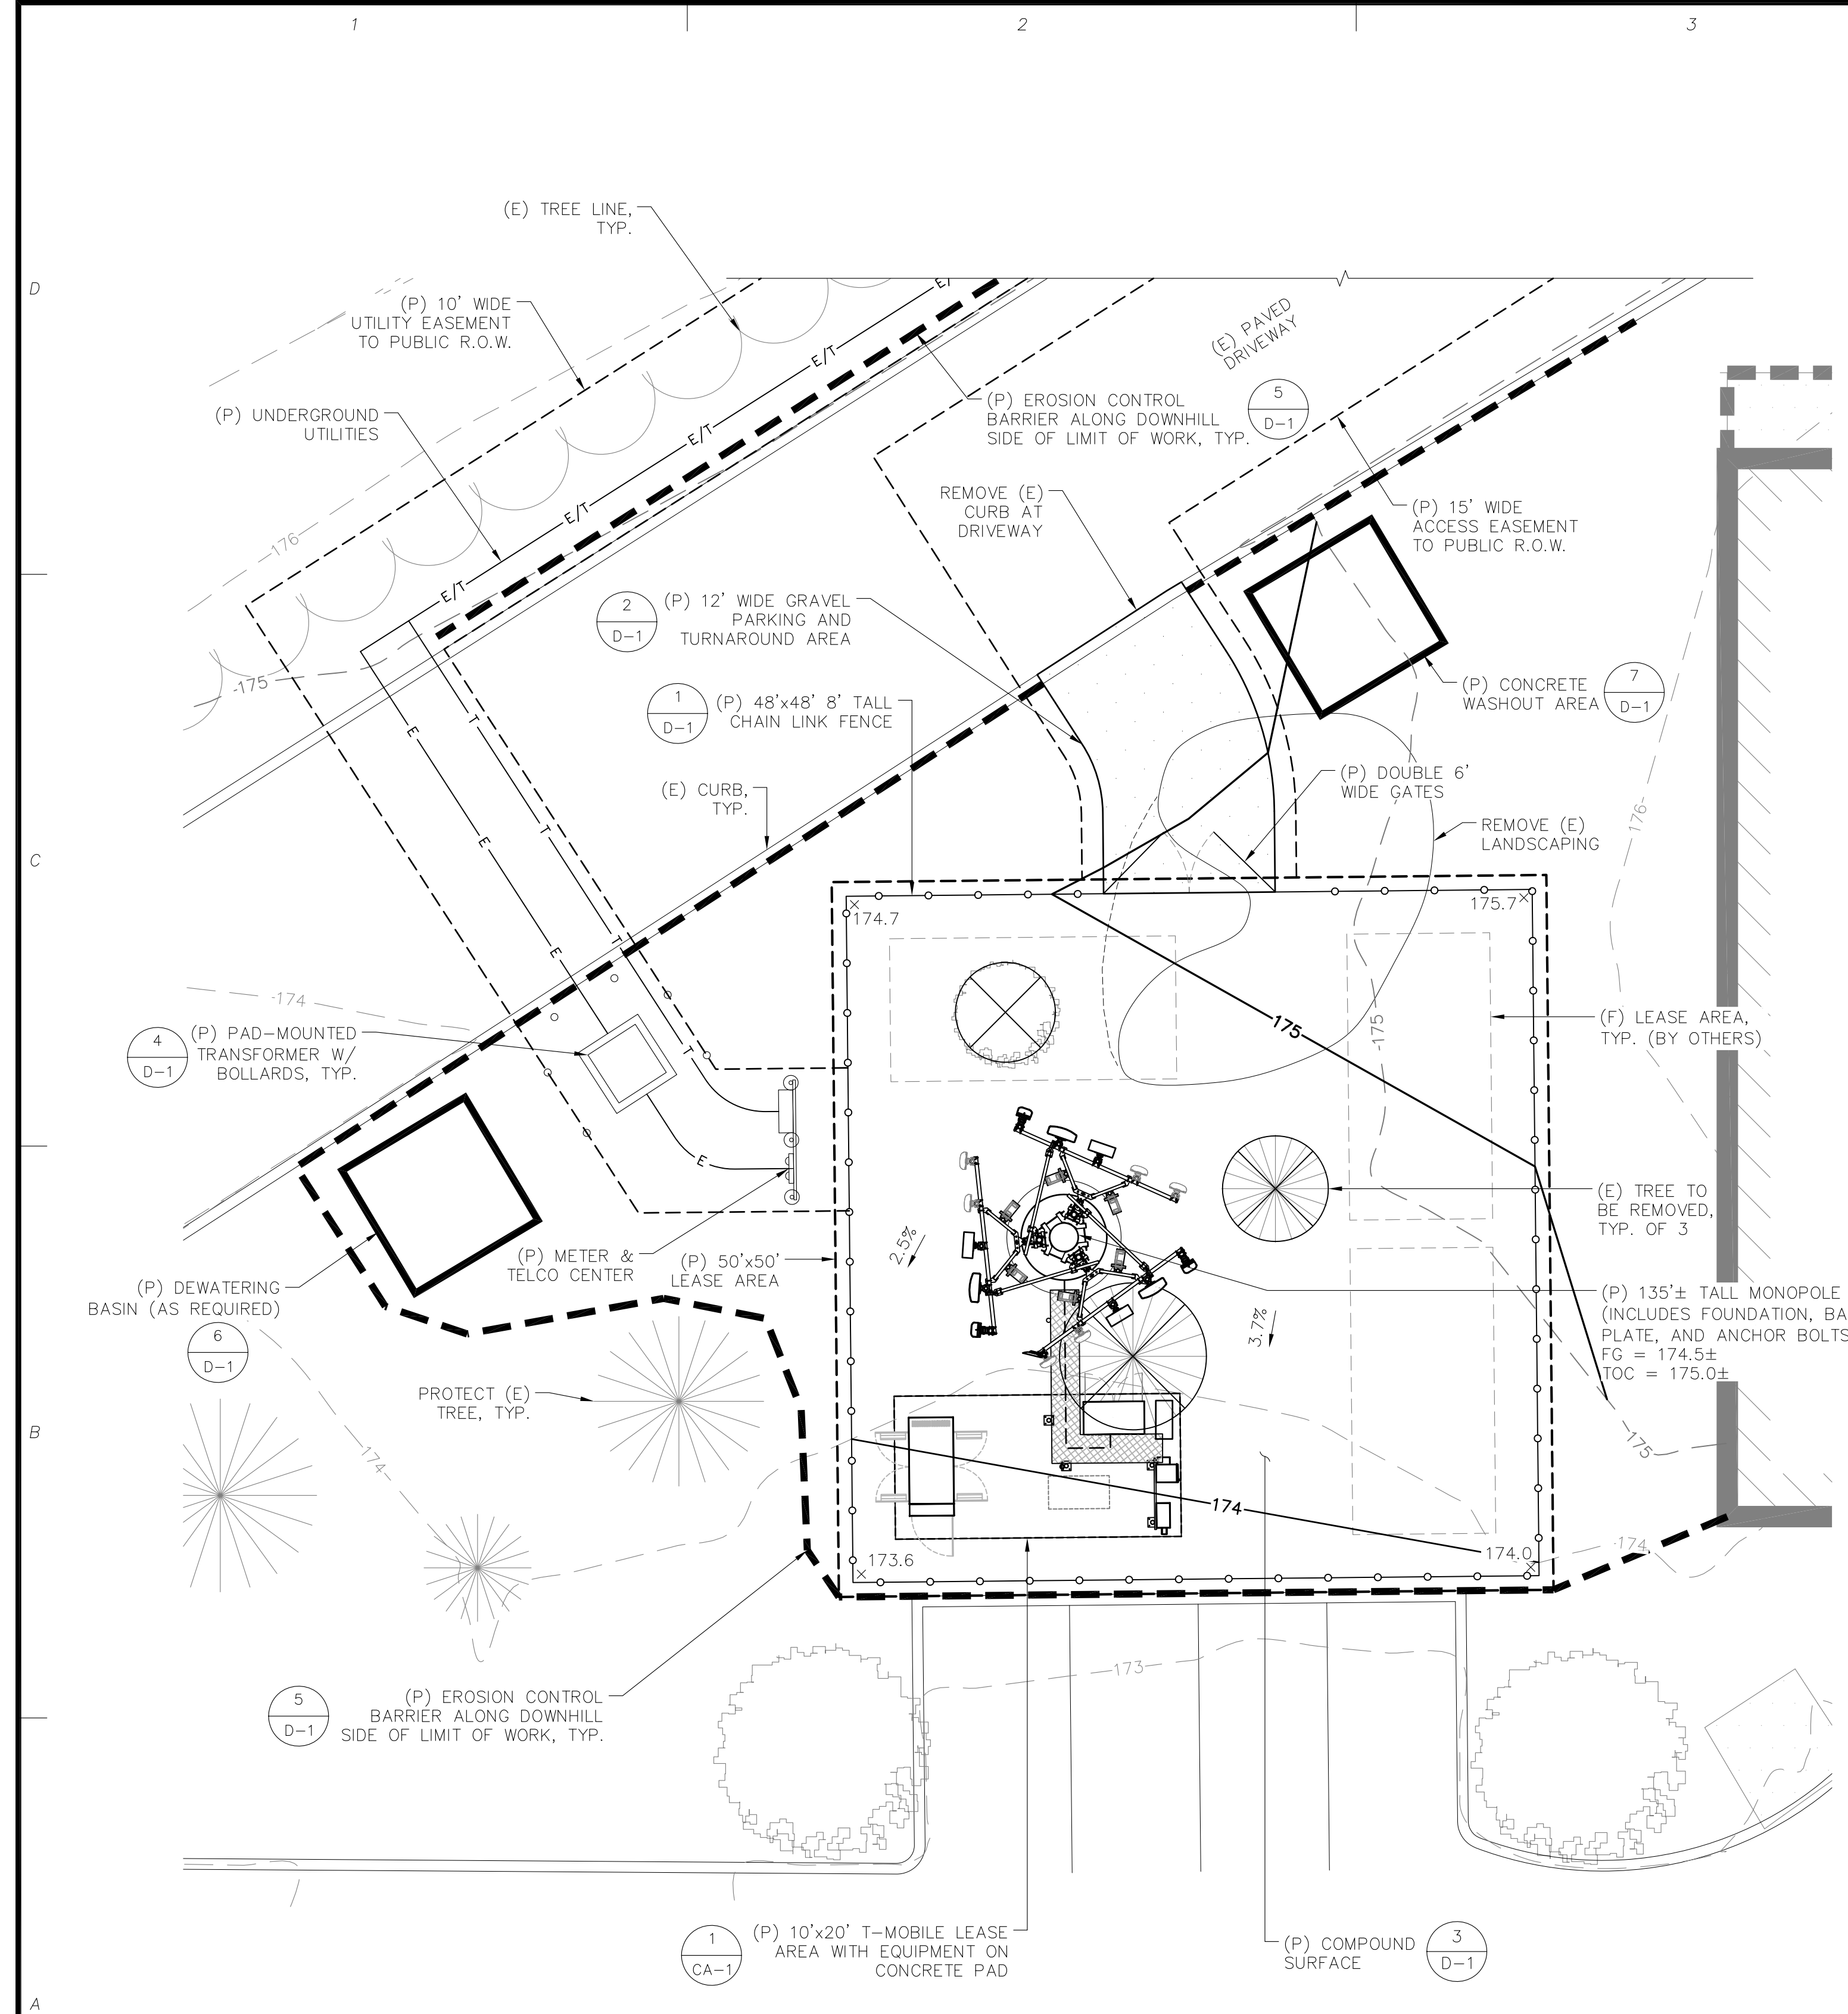 1
2
3
D
C
B
A
(E) TREE LINE,
TYP.
(P) 10' WIDE
UTILITY EASEMENT
TO PUBLIC R.O.W.
(P) UNDERGROUND
UTILITIES
E/T
E/T
E/T
E/T
E/T
E/T
(E) PAVED
DRIVEWAY
(P) EROSION CONTROL
BARRIER ALONG DOWNHILL
SIDE OF LIMIT OF WORK, TYP.
5
D-1
REMOVE (E)
CURB AT
DRIVEWAY
(P) 15' WIDE
ACCESS EASEMENT
TO PUBLIC R.O.W.
176
175
2
D-1
(P) 12' WIDE GRAVEL
PARKING AND
TURNAROUND AREA
1
D-1
(P) 48'x48' 8' TALL
CHAIN LINK FENCE
(P) CONCRETE
WASHOUT AREA
7
D-1
(E) CURB,
TYP.
(P) DOUBLE 6'
WIDE GATES
REMOVE (E)
LANDSCAPING
176
E
T
E
T
E
T
T
E
174.7
175.7
174
4
D-1
(P) PAD-MOUNTED
TRANSFORMER W/
BOLLARDS, TYP.
175
175
(F) LEASE AREA,
TYP. (BY OTHERS)
(E) TREE TO
BE REMOVED,
TYP. OF 3
2.5%
3.7%
(P) METER &
TELCO CENTER
(P) 50'x50'
LEASE AREA
(P) DEWATERING
BASIN (AS REQUIRED)
6
D-1
(P) 135'± TALL MONOPOLE
(INCLUDES FOUNDATION, BA
PLATE, AND ANCHOR BOLTS
FG = 174.5±
TOC = 175.0±
PROTECT (E)
TREE, TYP.
174
175
174
173.6
174.0
174
173
5
D-1
(P) EROSION CONTROL
BARRIER ALONG DOWNHILL
SIDE OF LIMIT OF WORK, TYP.
1
CA-1
(P) 10'x20' T-MOBILE LEASE
AREA WITH EQUIPMENT ON
CONCRETE PAD
(P) COMPOUND
SURFACE
3
D-1